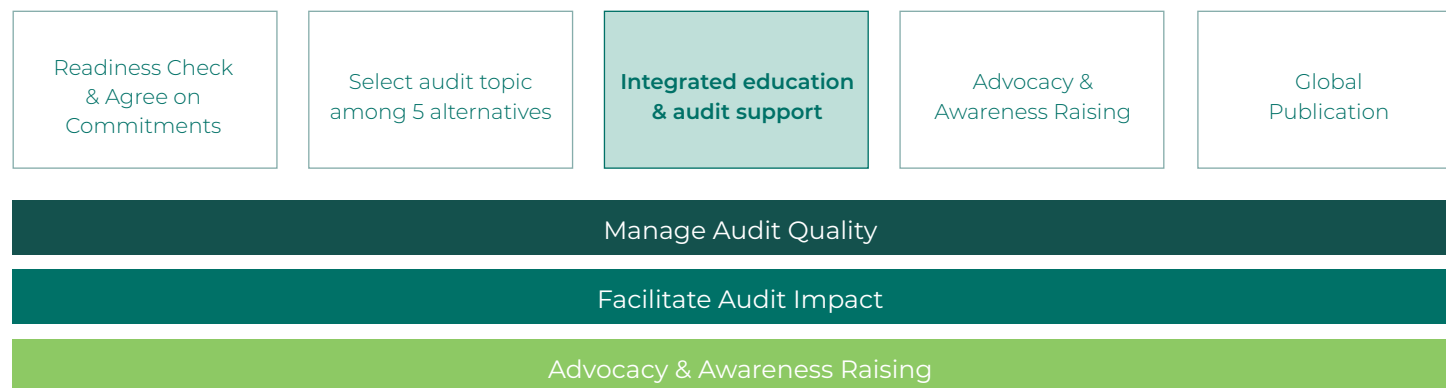 Readiness Check
& Agree on
Commitments
Select audit topic
among 5 alternatives
Integrated education
& audit support
Advocacy &
Awareness Raising
Global
Publication
Manage Audit Quality
Facilitate Audit Impact
Advocacy & Awareness Raising